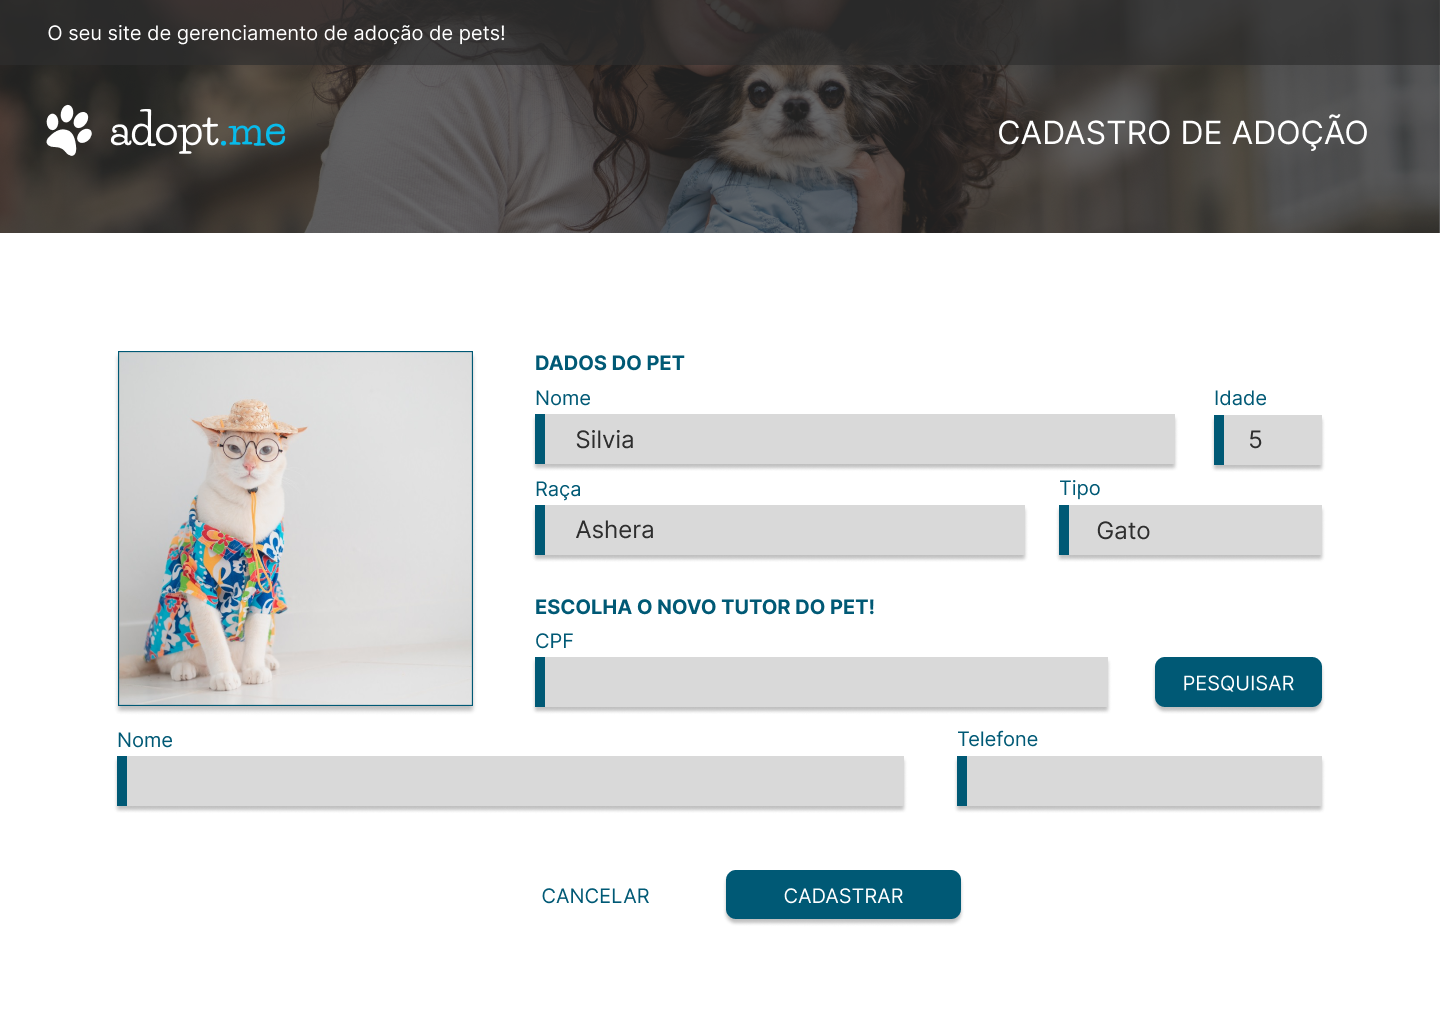 O seu site de gerenciamento de adoção de pets!
adopt.me
CADASTRO DE ADOÇÃO
DADOS DO PET
Nome
Idade
Silvia
5
Raça
Tipo
Ashera
Gato
ESCOLHA O NOVO TUTOR DO PET!
CPF
PESQUISAR
Nome
Telefone
CANCELAR
CADASTRAR